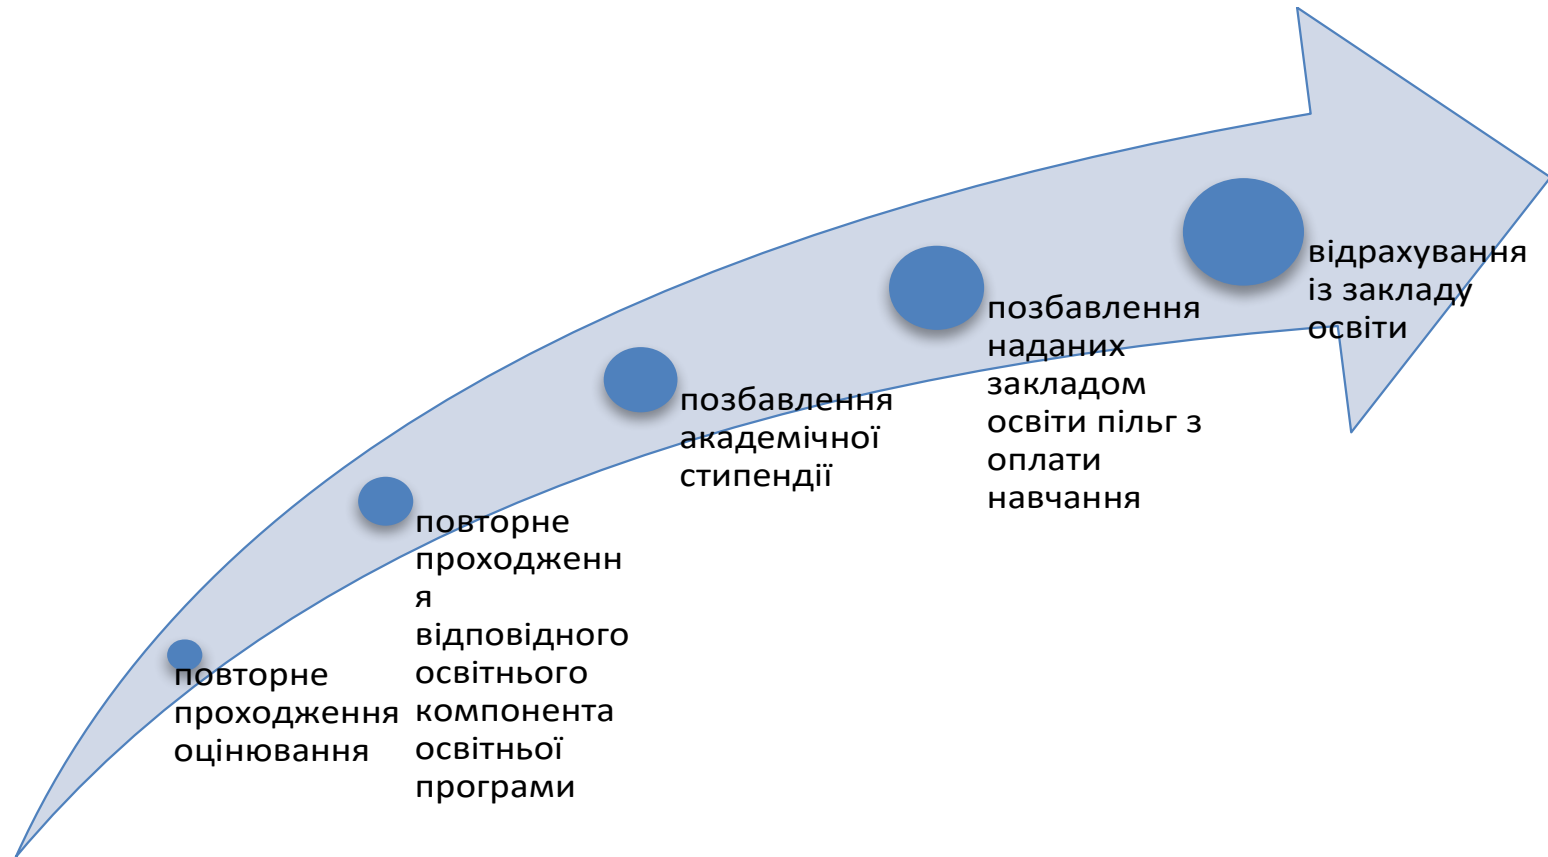 повторне
проходження
оцінювання
повторне
проходженн
я
відповідного
освітнього
компонента
освітньої
програми
позбавлення
академічної
стипендії
позбавлення
наданих
закладом
освіти пільг з
оплати
навчання
відрахування
із закладу
освіти